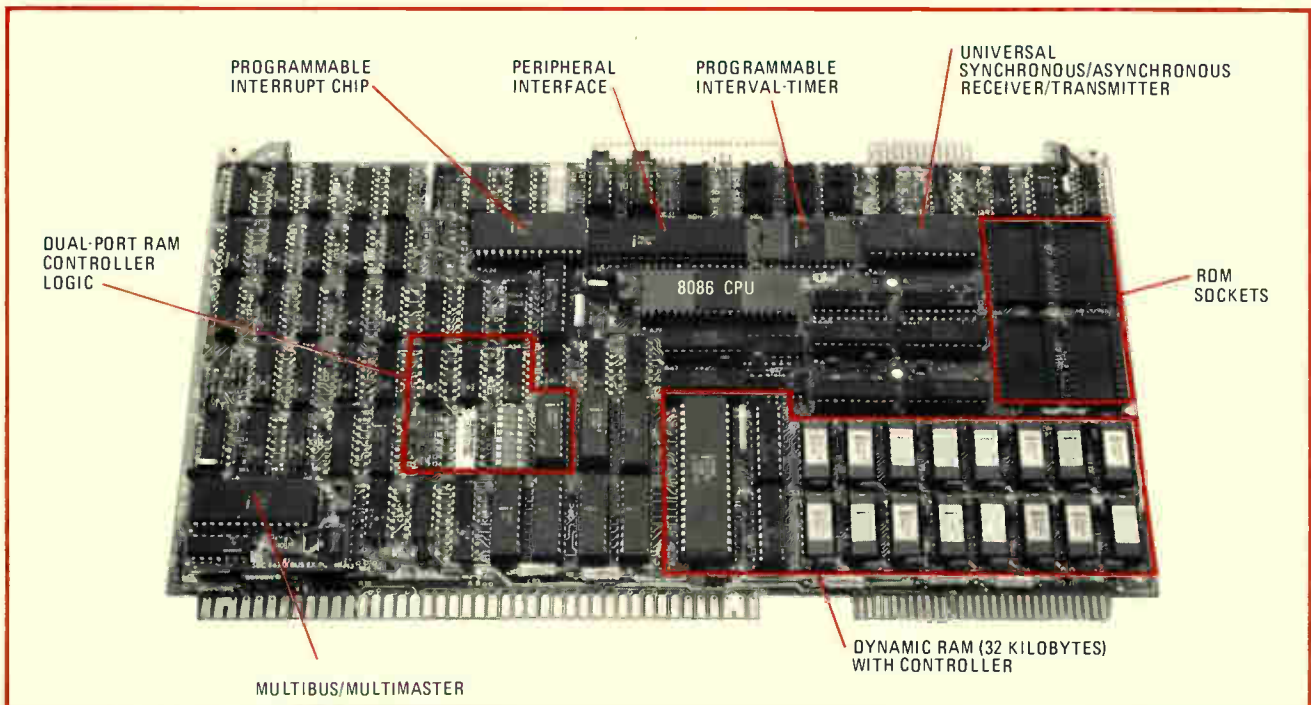 PROGRAMMABLE
INTERRUPT CHIP
PERIPHERAL
INTERFACE
PROGRAMMABLE
INTERVAL-TIMER
UNIVERSAL
SYNCHRONOUS/ASYNCHRONOUS
RECEIVER/TRANSMITTER
DUAL-PORT RAM
CONTROLLER
LOGIC
8086 CPU
ROM
SOCKETS
DYNAMIC RAM (32 KILOBYTES)
WITH CONTROLLER
MULTIBUS/MULTIMASTER